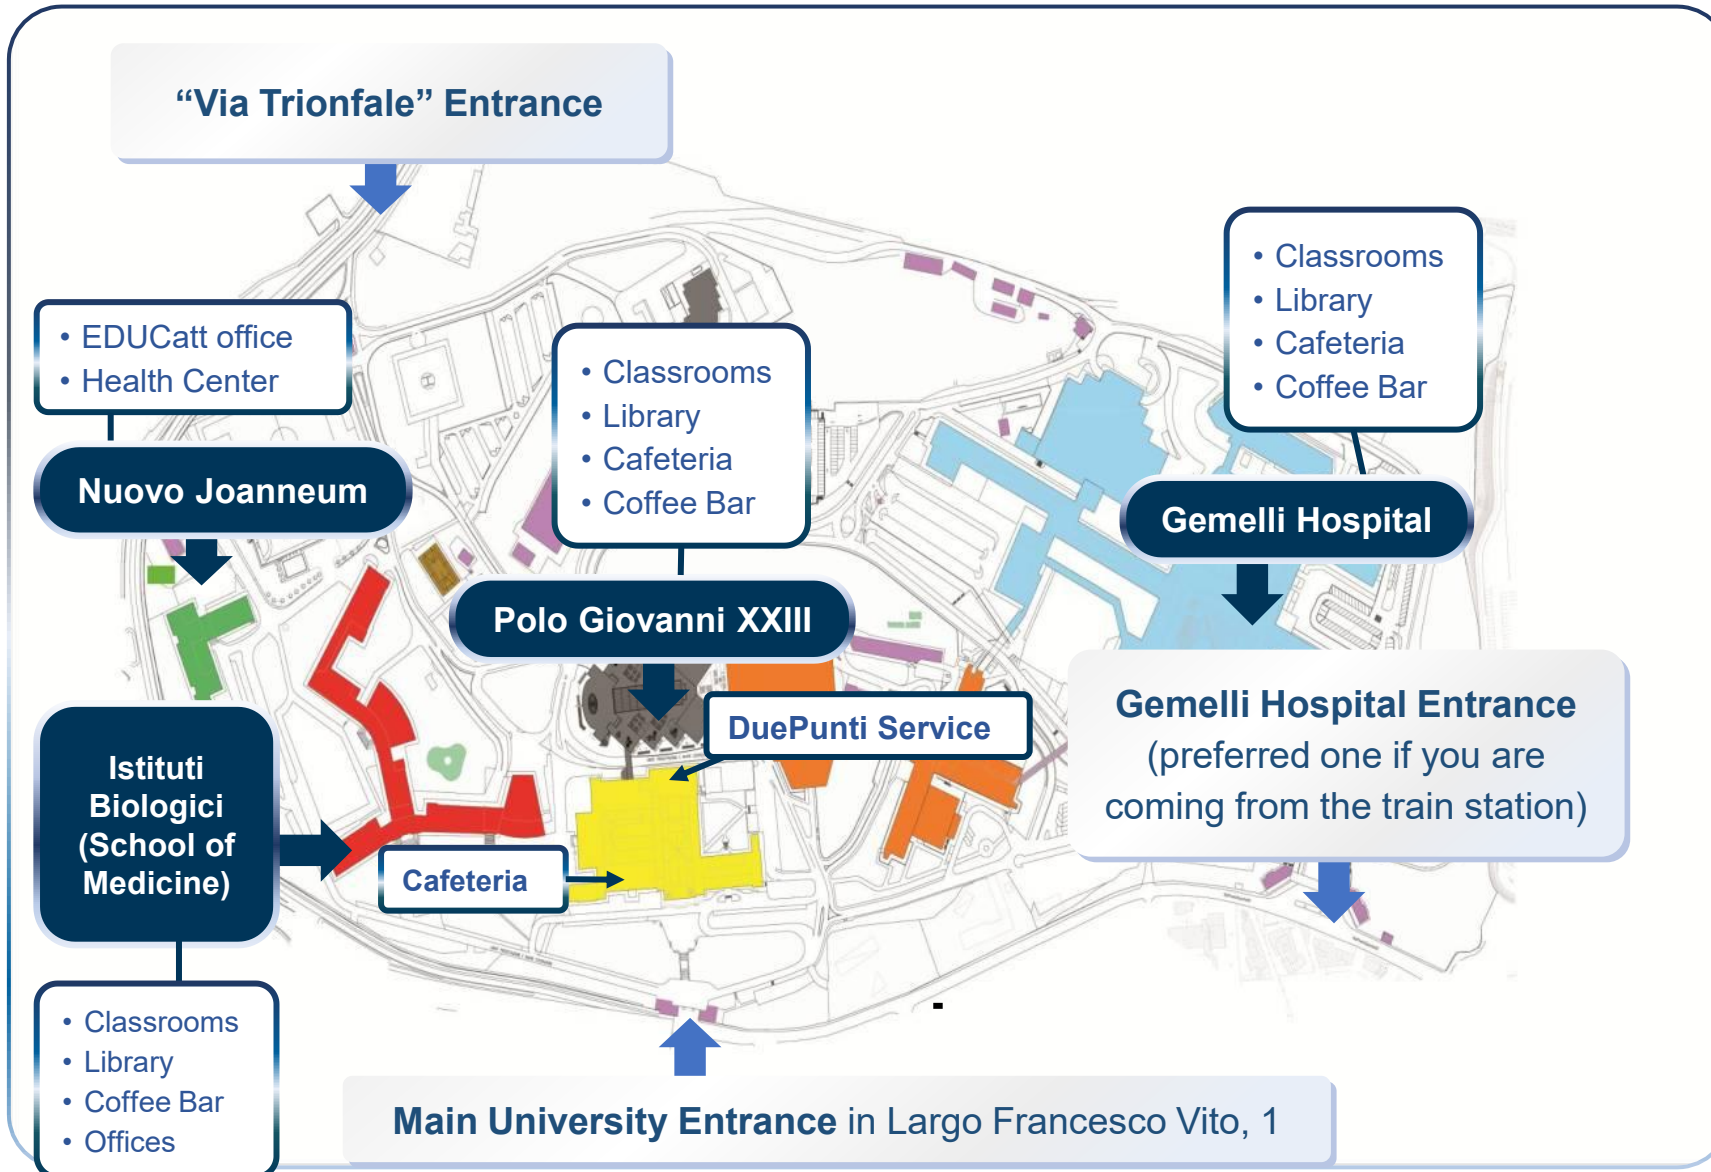 “Via Trionfale” Entrance
• Classrooms
• Library
• Cafeteria
• Coffee Bar
• EDUCatt office
• Health Center
• Classrooms
• Library
• Cafeteria
• Coffee Bar
Nuovo Joanneum
Gemelli Hospital
Polo Giovanni XXIII
DuePunti Service
Gemelli Hospital Entrance
(preferred one if you are
coming from the train station)
Istituti
Biologici
(School of
Medicine)
Cafeteria
• Classrooms
• Library
• Coffee Bar
• Offices
Main University Entrance in Largo Francesco Vito, 1